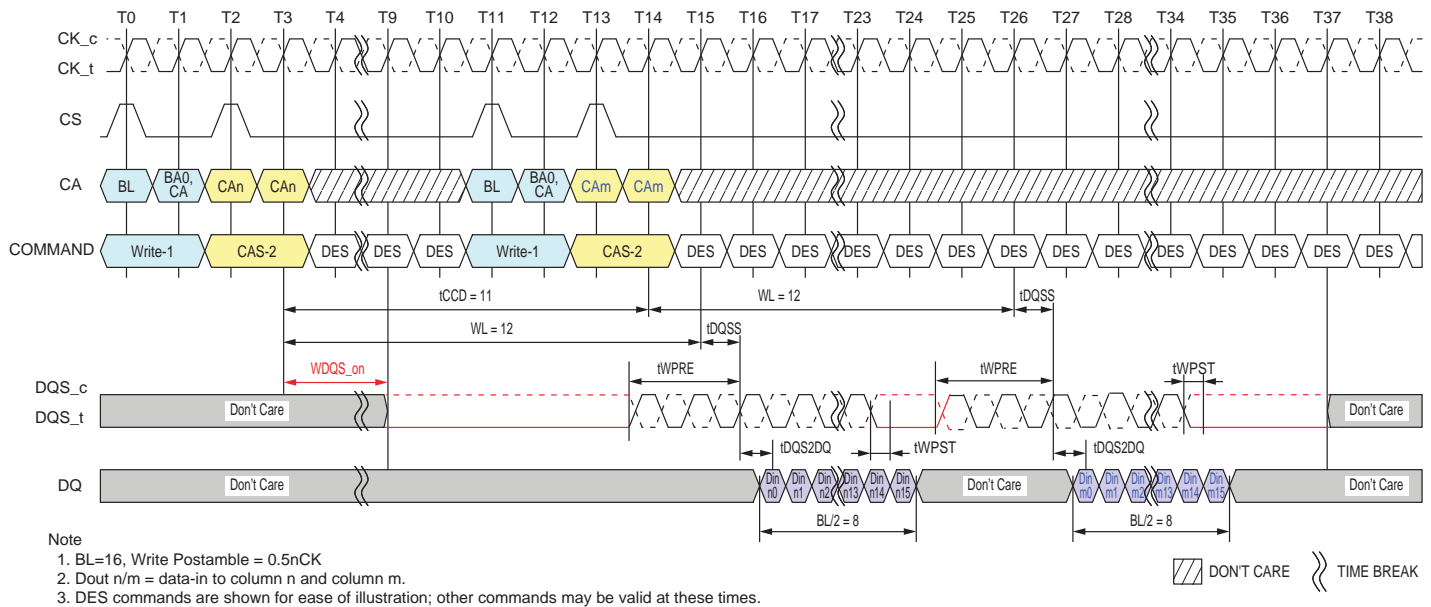 T0 T1 T2 T3 T4 T9 T10 T11 T12 T13 T14 T15 T16 T17 T23 T24 T25 T26 T27 T28 T34 T35 T36 T37 T38
CK_c
CK_t
CS
CA BL BA0, CA CAn CAn BL BA0, CA CAm CAm
COMMAND Write-1 CAS-2 DES DES DES Write-1 CAS-2 DES DES DES DES DES DES DES DES DES DES DES DES DES DES
tCCD = 11 WL = 12 tDQSS
WL = 12 tDQSS
WDQS_on tWPRE tWPRE tWPST
DQS_c
DQS_t Don't Care Don't Care
tDQS2DQ tWPST tDQS2DQ
DQ Don't Care Din n0 Din n1 Din n2 Din n13 Din n14 Din n15 Don't Care Din m0 Din m1 Din m2 Din m13 Din m14 Din m15 Don't Care
BL/2 = 8 BL/2 = 8
Note
1. BL=16, Write Postamble = 0.5nCK
2. Dout n/m = data-in to column n and column m.
3. DES commands are shown for ease of illustration; other commands may be valid at these times.
DON'T CARE TIME BREAK